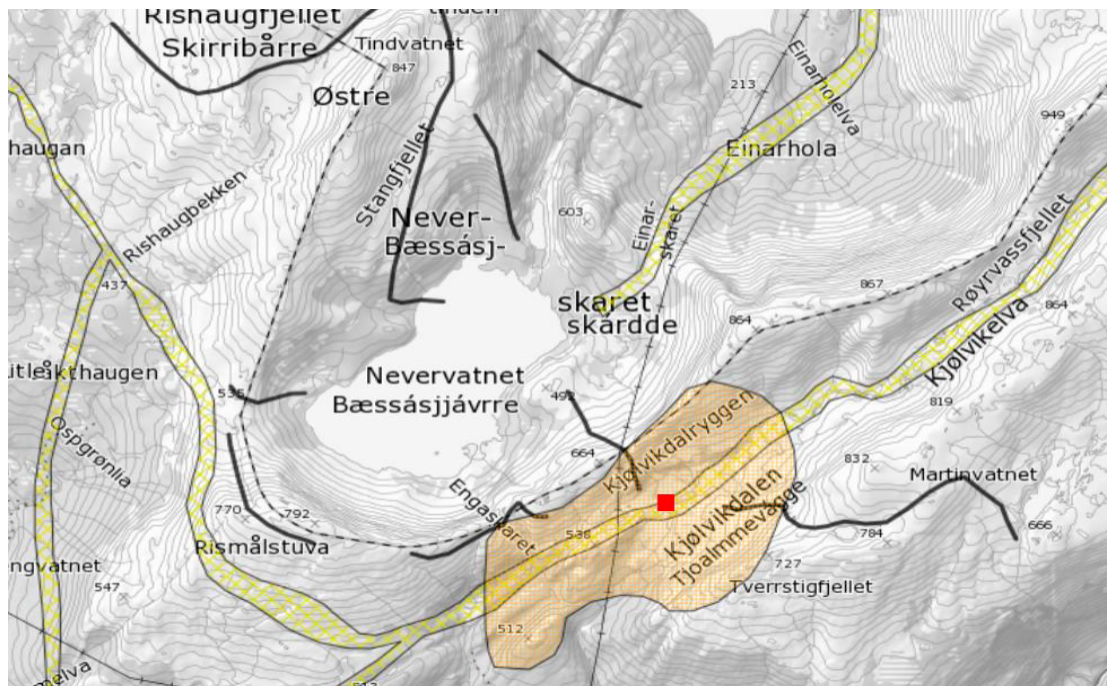 Rishaugfjellet
Skirribårre
Tindvatnet
847
Østre
213
Einarholelva
949
haugan
Einarhola
Rishaugbekken
Stangfjellet
Never-
Bæssásj-
603
Einar-
skaret
Røyrvassfjellet
437
867
864
skaret
skardde
864
Kjølvikelva
Nevervatnet
Bæssásjjávrre
535
492
819
Ospgrønlia
Kjølvikdalryggen
664
832
Martinvatnet
Engaskaret
Kjølvikdalen
Tjoalmmevágge
770
792
538
784
666
Rismålstuva
727
Tverrstigfjellet
547
512